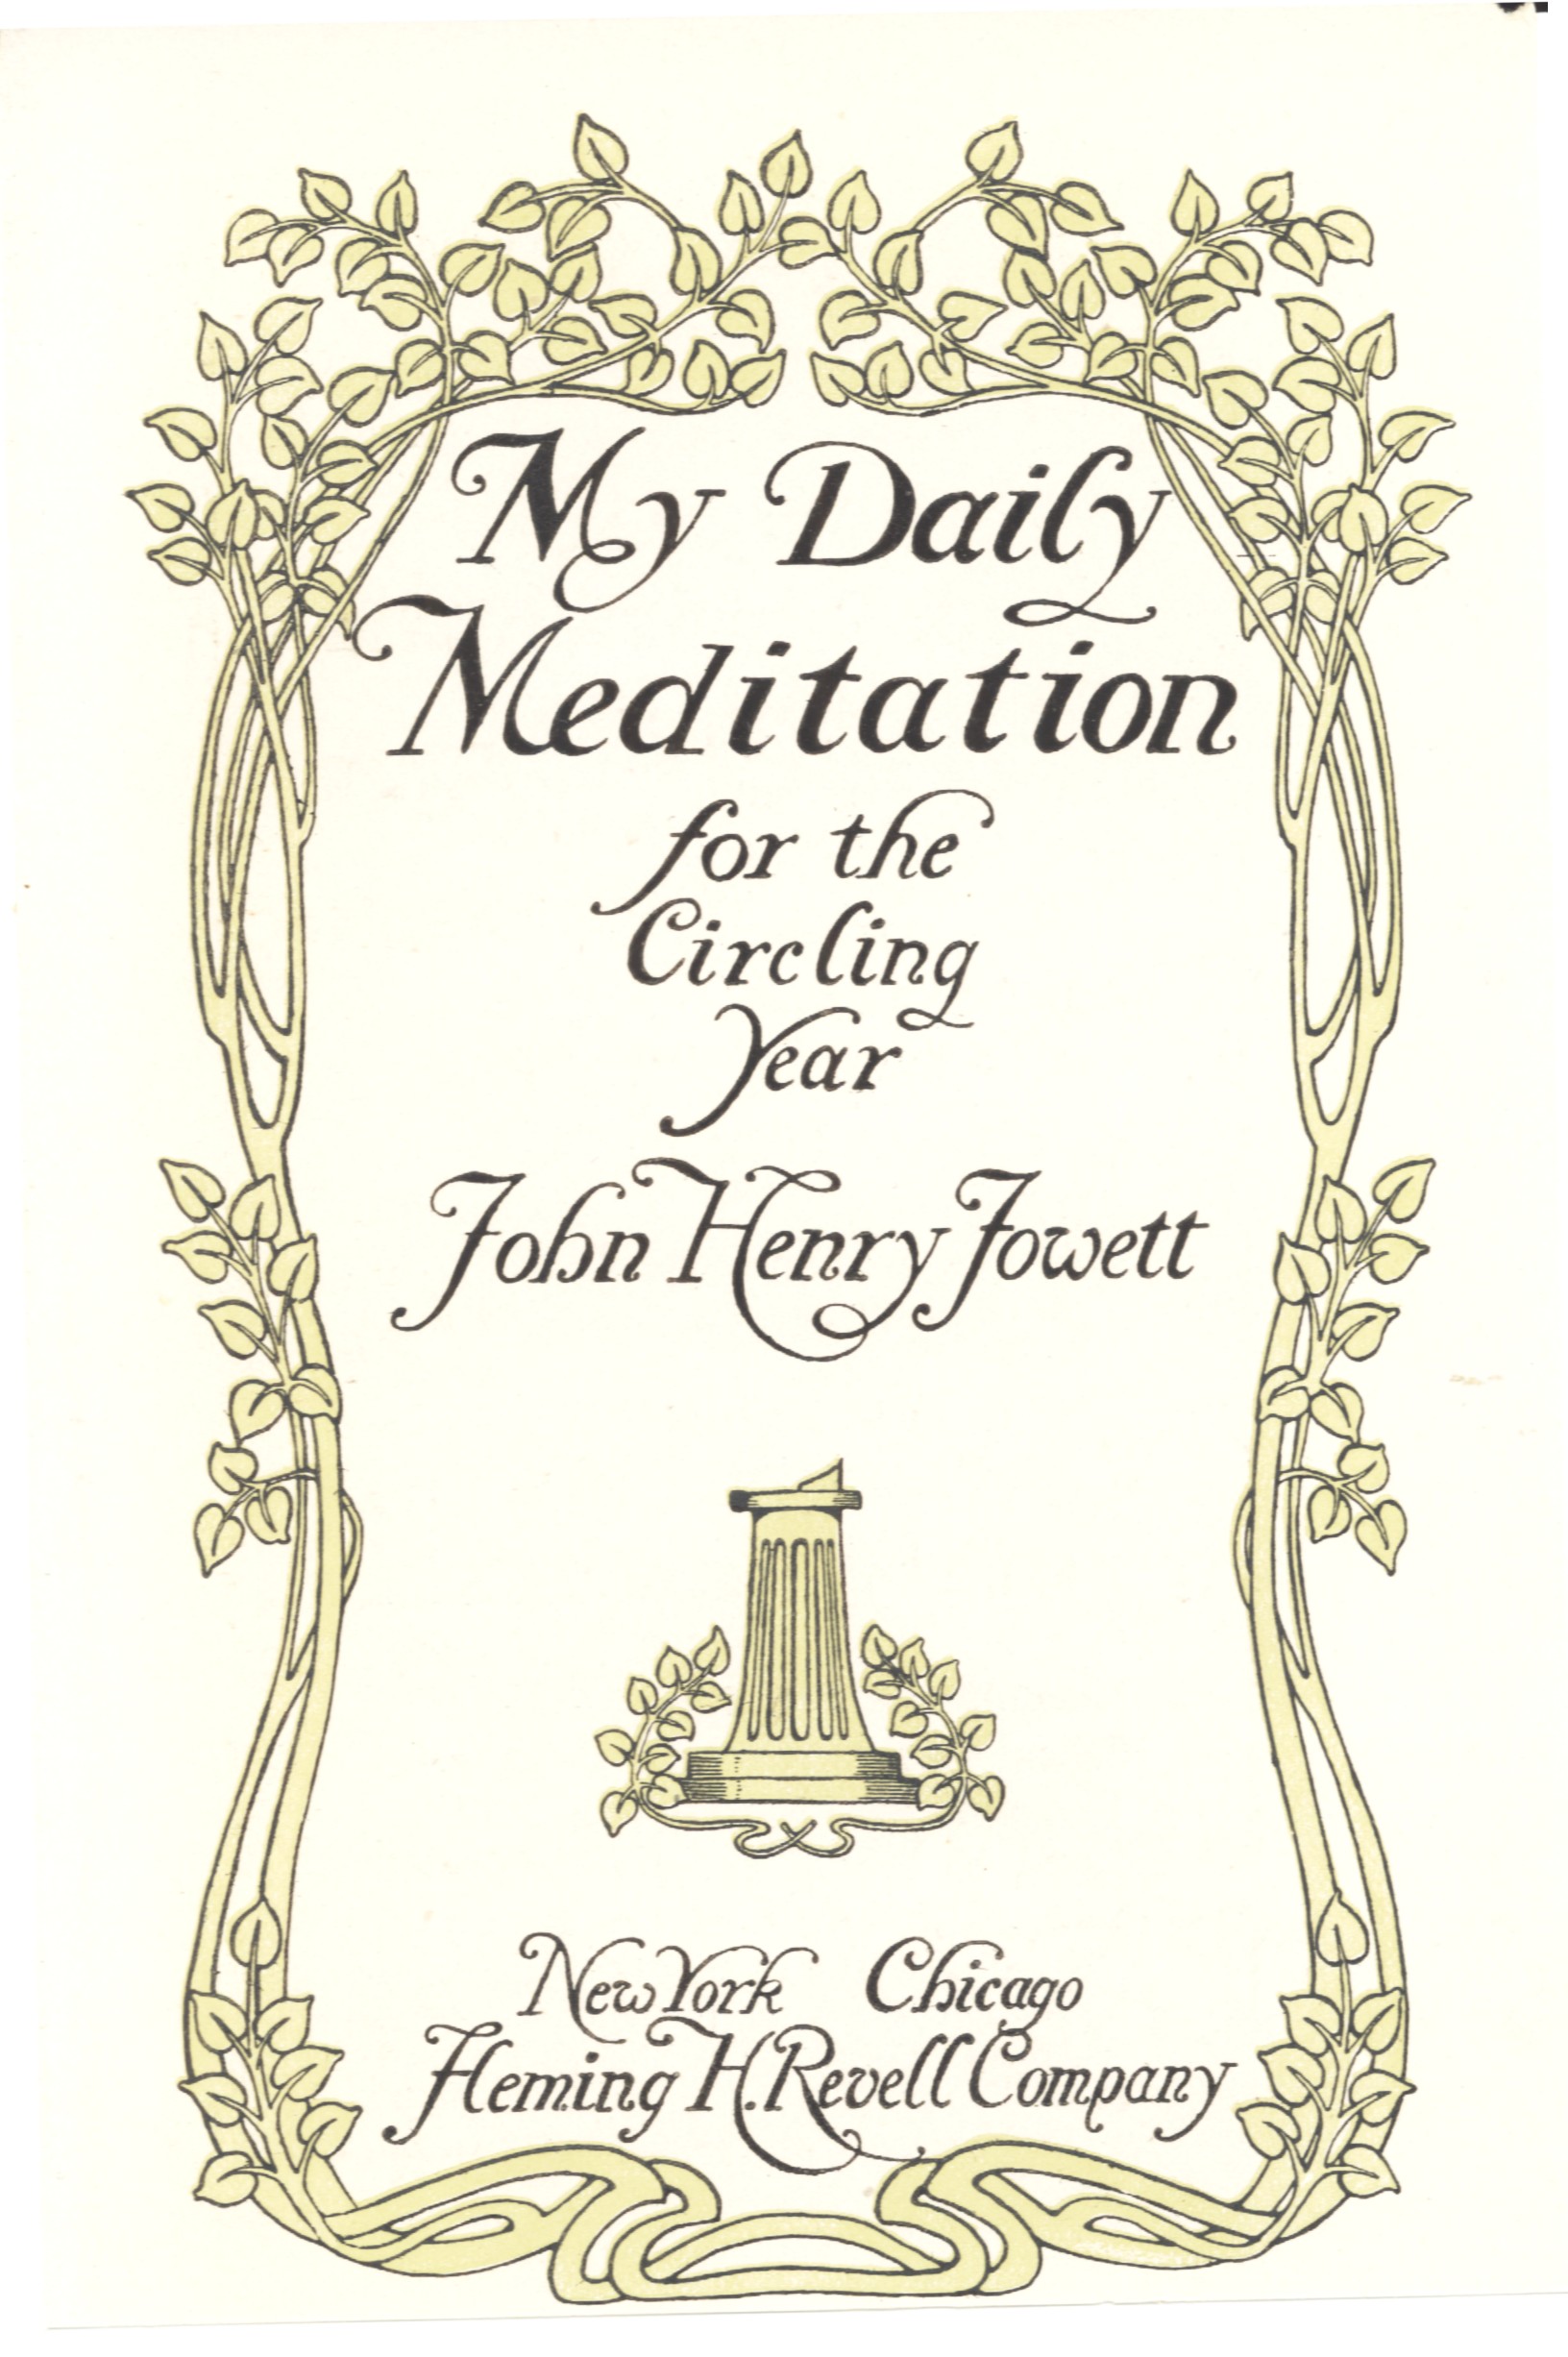 My Daily
Meditation
for the
Circling
Year
John Henry Jowett
New York Chicago
Fleming H. Revell Company